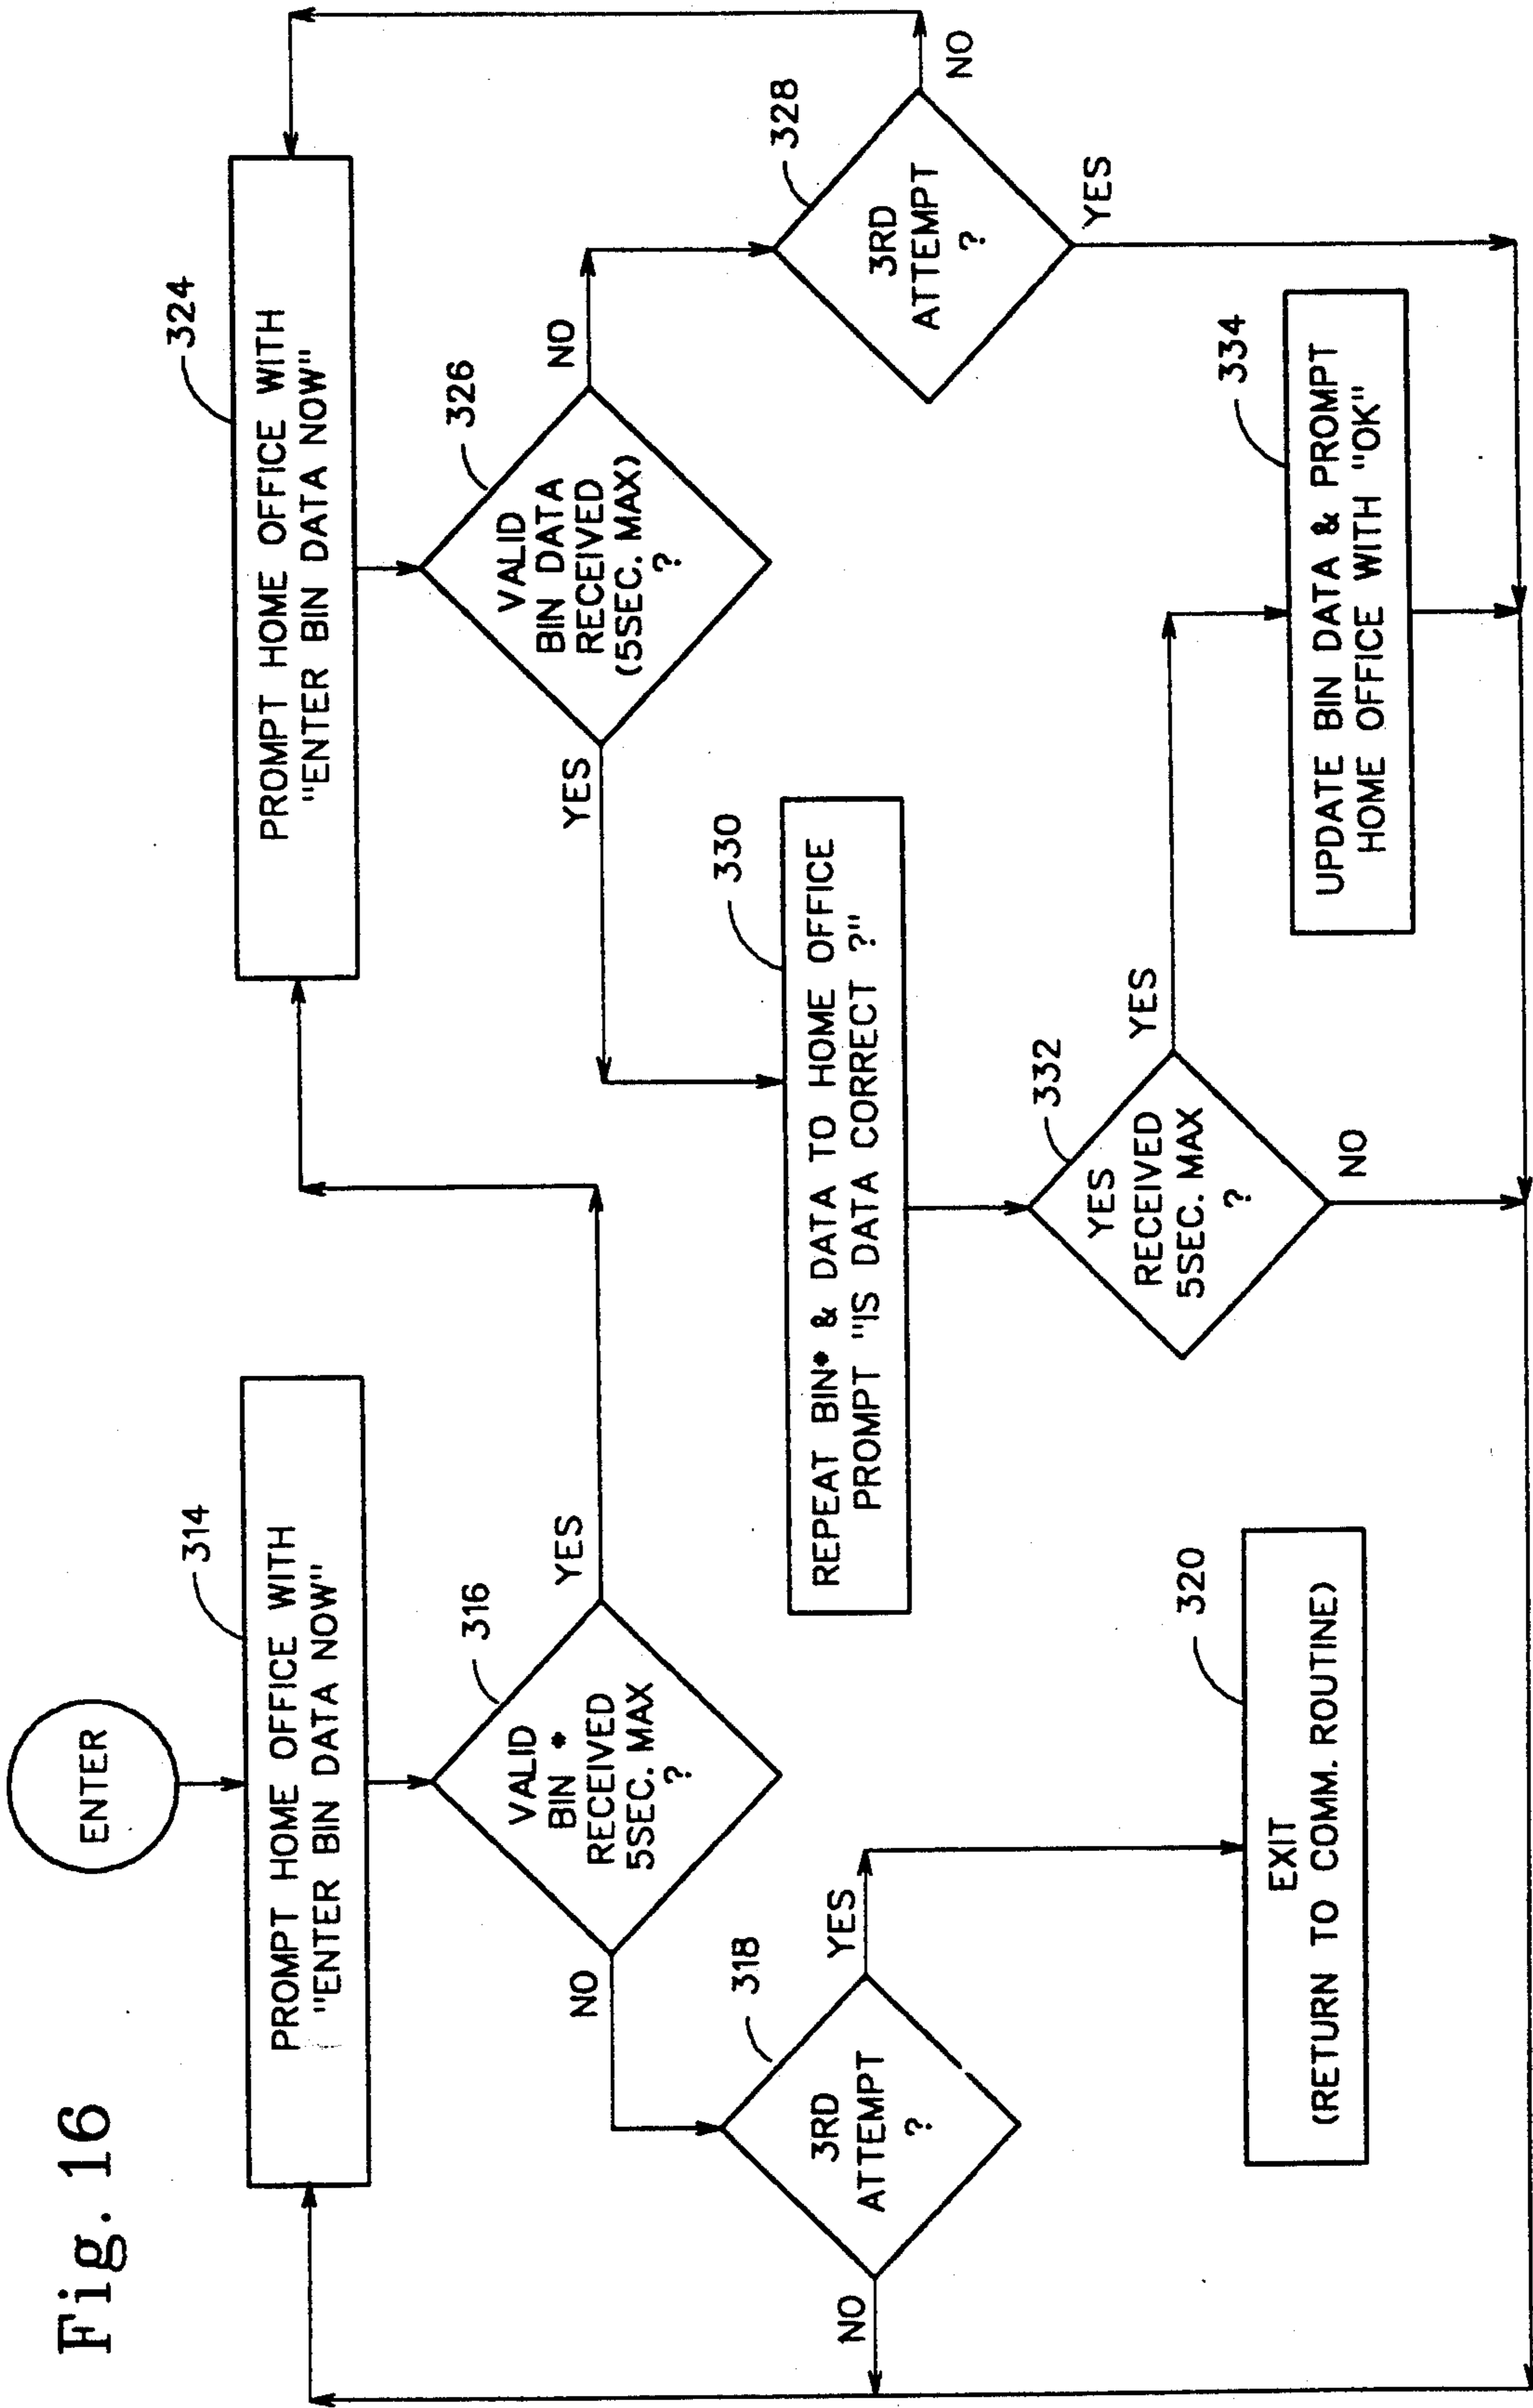 Fig. 16
ENTER
314
PROMPT HOME OFFICE WITH
"ENTER BIN DATA NOW"
316
VALID
BIN #
RECEIVED
5SEC. MAX
?
NO
YES
318
3RD
ATTEMPT
?
NO
YES
320
EXIT
(RETURN TO COMM. ROUTINE)
324
PROMPT HOME OFFICE WITH
"ENTER BIN DATA NOW"
326
VALID
BIN DATA
RECEIVED
(5SEC. MAX)
?
YES
NO
328
3RD
ATTEMPT
?
NO
YES
330
REPEAT BIN# & DATA TO HOME OFFICE
PROMPT "IS DATA CORRECT ?"
332
YES
RECEIVED
5SEC. MAX
?
YES
NO
334
UPDATE BIN DATA & PROMPT
HOME OFFICE WITH "OK"